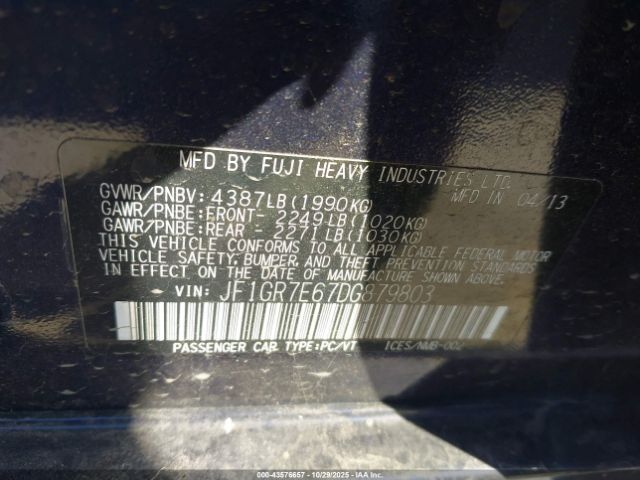 MFD BY FUJI HEAVY INDUSTRIES LTD.
MFD IN 04/13
GVWR/PNBV: 4387LB(1990KG)
GAWR/PNBE:FRONT- 2249LB(1020KG)
GAWR/PNBE:REAR - 2271LB(1030KG)
THIS VEHICLE CONFORMS TO ALL APPLICABLE FEDERAL MOTOR
VEHICLE SAFETY, BUMPER, AND THEFT PREVENTION STANDARDS
IN EFFECT ON THE DATE OF MANUFACTURE SHOWN ABOVE.
VIN: JF1GR7E67DG879803
PASSENGER CAR TYPE:PC/VT ICES/NMB-002
© 43576657 • 10/29/2025 • IAA Inc.